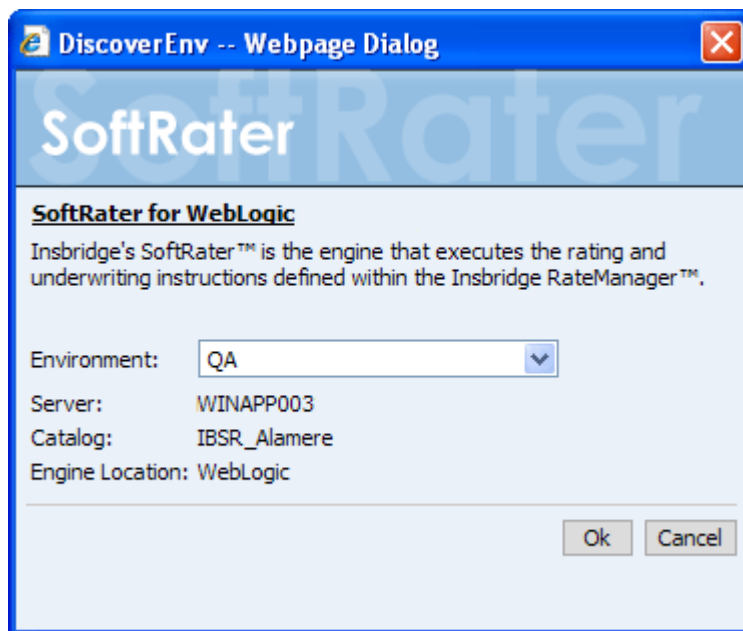 DiscoverEnv -- Webpage Dialog
SoftRater
SoftRater
SoftRater for WebLogic
Insbridge's SoftRater™ is the engine that executes the rating and
underwriting instructions defined within the Insbridge RateManager™.
Environment: QA
Server: WINAPP003
Catalog: IBSR_Alamere
Engine Location: WebLogic
Ok Cancel